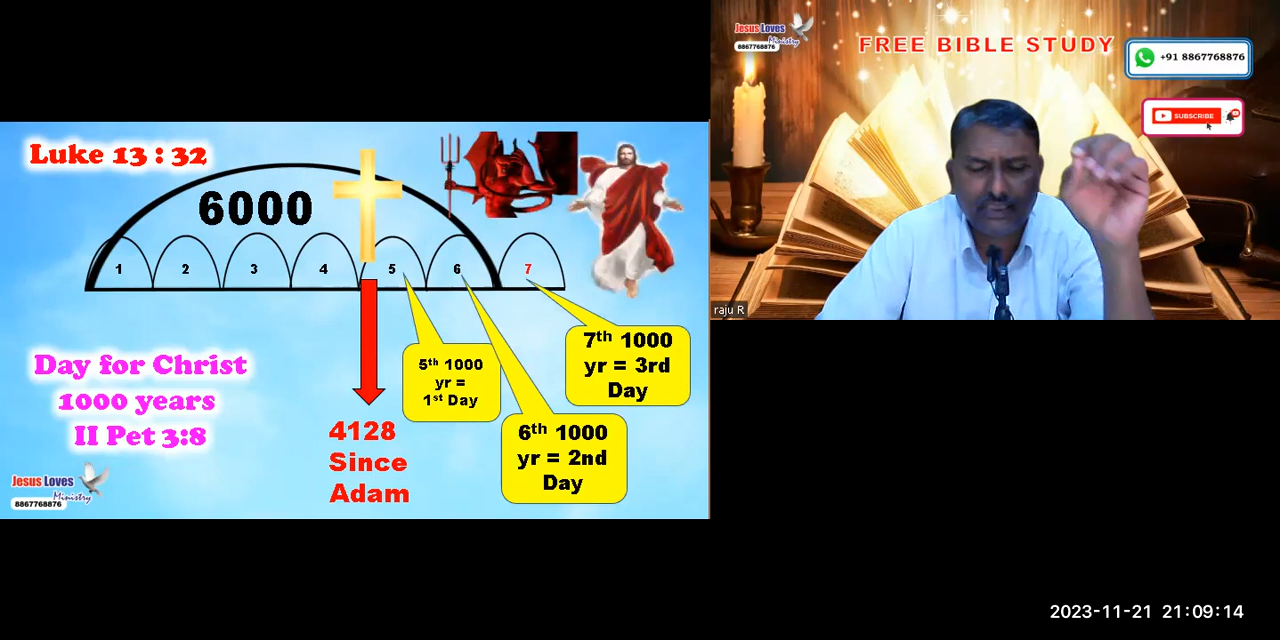 Luke 13 : 32
6000
1
2
3
4
5
6
7
5th 1000
yr =
1st Day
7th 1000
yr = 3rd
Day
6th 1000
yr = 2nd
Day
Day for Christ
1000 years
II Pet 3:8
4128
Since
Adam
Jesus Loves
Ministry
8867768876
Jesus Loves
Ministry
8867768876
FREE BIBLE STUDY
+91 8867768876
SUBSCRIBE
raju R
2023-11-21 21:09:14